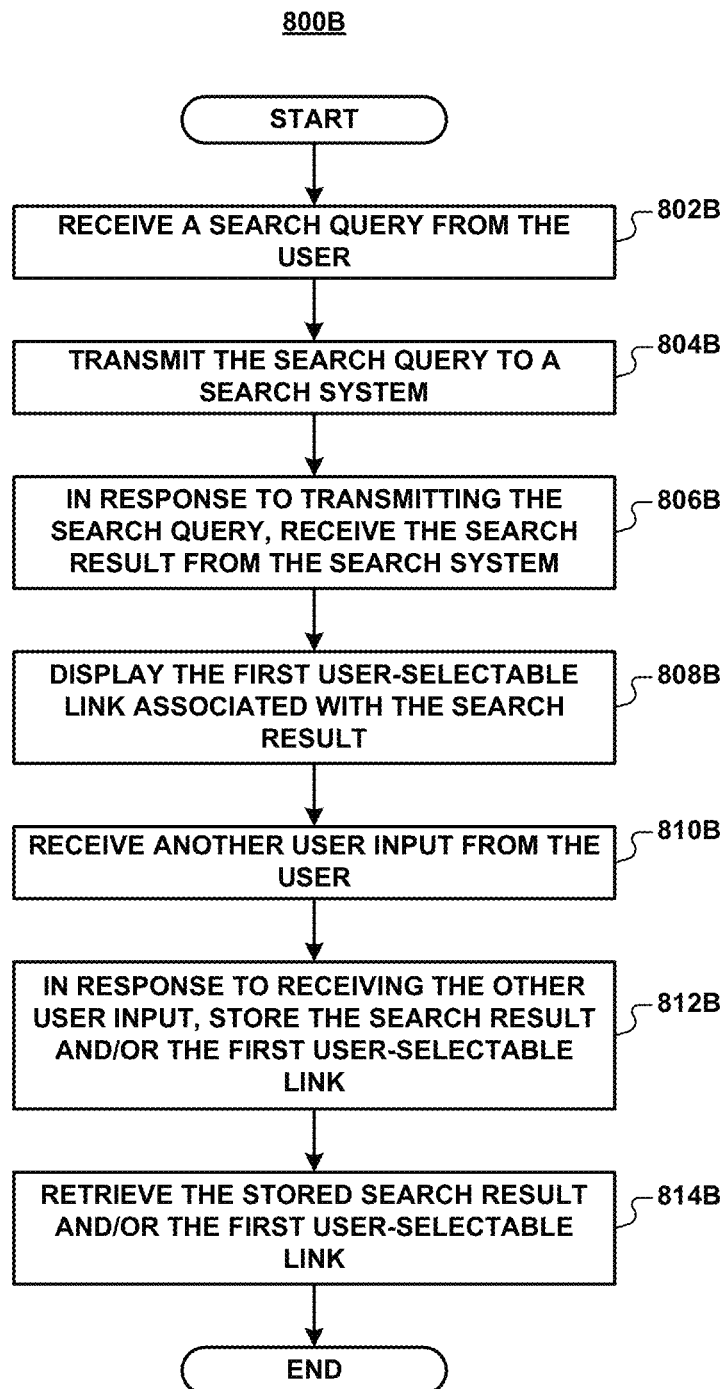 800B
START
RECEIVE A SEARCH QUERY FROM THE
USER
802B
TRANSMIT THE SEARCH QUERY TO A
SEARCH SYSTEM
804B
IN RESPONSE TO TRANSMITTING THE
SEARCH QUERY, RECEIVE THE SEARCH
RESULT FROM THE SEARCH SYSTEM
806B
DISPLAY THE FIRST USER-SELECTABLE
LINK ASSOCIATED WITH THE SEARCH
RESULT
808B
RECEIVE ANOTHER USER INPUT FROM THE
USER
810B
IN RESPONSE TO RECEIVING THE OTHER
USER INPUT, STORE THE SEARCH RESULT
AND/OR THE FIRST USER-SELECTABLE
LINK
812B
RETRIEVE THE STORED SEARCH RESULT
AND/OR THE FIRST USER-SELECTABLE
LINK
814B
END